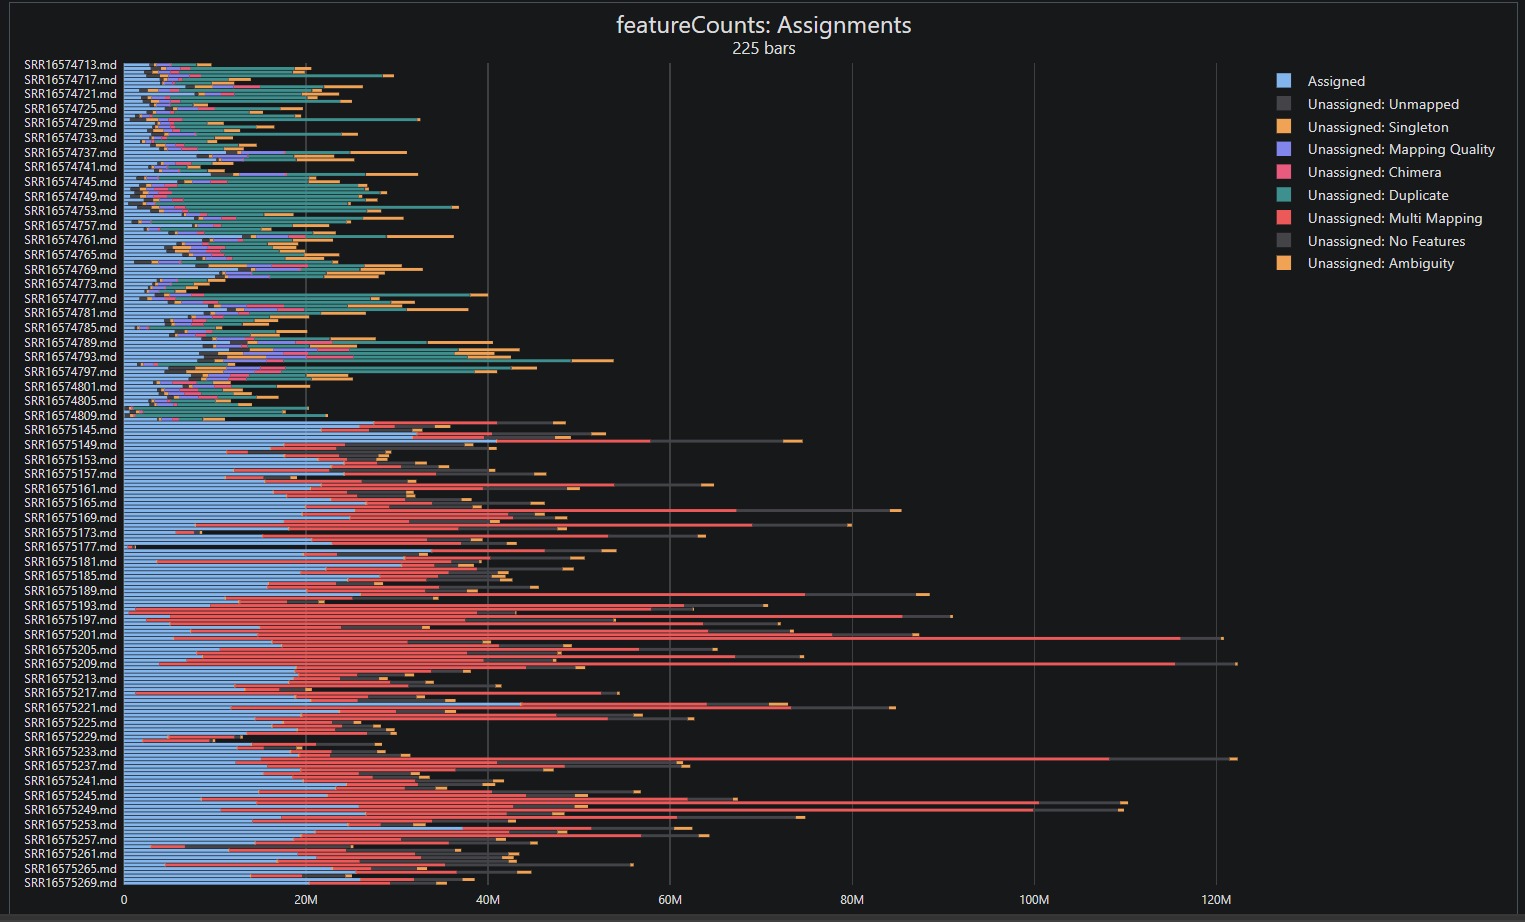 featureCounts: Assignments
225 bars
SRR16574713.md
SRR16574717.md
SRR16574721.md
SRR16574725.md
SRR16574729.md
SRR16574733.md
SRR16574737.md
SRR16574741.md
SRR16574745.md
SRR16574749.md
SRR16574753.md
SRR16574757.md
SRR16574761.md
SRR16574765.md
SRR16574769.md
SRR16574773.md
SRR16574777.md
SRR16574781.md
SRR16574785.md
SRR16574789.md
SRR16574793.md
SRR16574797.md
SRR16574801.md
SRR16574805.md
SRR16574809.md
SRR16575145.md
SRR16575149.md
SRR16575153.md
SRR16575157.md
SRR16575161.md
SRR16575165.md
SRR16575169.md
SRR16575173.md
SRR16575177.md
SRR16575181.md
SRR16575185.md
SRR16575189.md
SRR16575193.md
SRR16575197.md
SRR16575201.md
SRR16575205.md
SRR16575209.md
SRR16575213.md
SRR16575217.md
SRR16575221.md
SRR16575225.md
SRR16575229.md
SRR16575233.md
SRR16575237.md
SRR16575241.md
SRR16575245.md
SRR16575249.md
SRR16575253.md
SRR16575257.md
SRR16575261.md
SRR16575265.md
SRR16575269.md
0 20M 40M 60M 80M 100M 120M
Assigned
Unassigned: Unmapped
Unassigned: Singleton
Unassigned: Mapping Quality
Unassigned: Chimera
Unassigned: Duplicate
Unassigned: Multi Mapping
Unassigned: No Features
Unassigned: Ambiguity